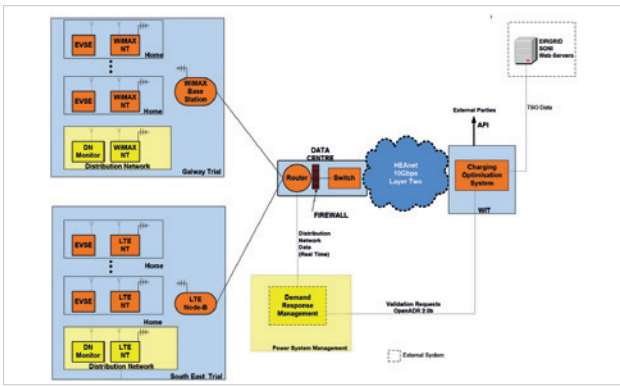 EVSE
WiMAX
NT
Home
EVSE
WiMAX
NT
Home
DN
Monitor
WiMAX
NT
Distribution Network
Galway Trial
WiMAX
Base
Station
EVSE
LTE
NT
Home
EVSE
LTE
NT
Home
DN
Monitor
LTE
NT
Distribution Network
South East Trial
LTE
Node-B
DATA
CENTRE
Router
Switch
FIREWALL
HEAnet
10Gbps
Layer Two
EIRGRID
SONI
Web-Servers
TSO Data
External Parties
API
Charging
Optimisation
System
WIT
Distribution
Network
Data
(Real Time)
Demand
Response
Management
Power System Management
Validation Requests
OpenADR 2.0b
External System